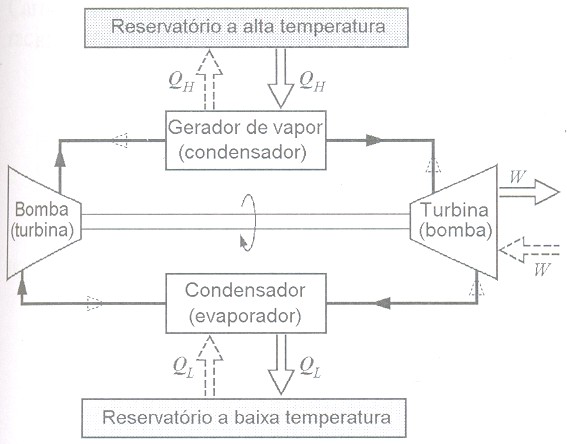 Reservatório a alta temperatura
Q_H
Q_H
Gerador de vapor
(condensador)
Bomba
(turbina)
Turbina
(bomba)
W
W
Condensador
(evaporador)
Q_L
Q_L
Reservatório a baixa temperatura